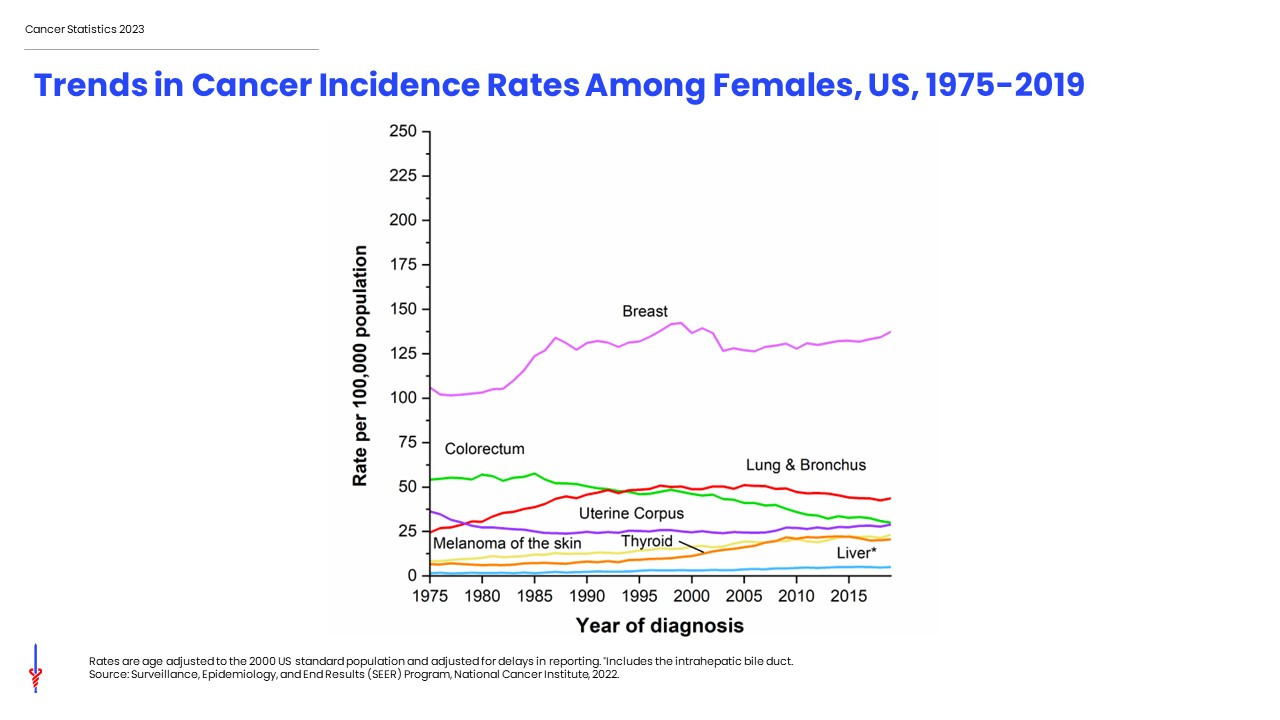 Cancer Statistics 2023
Trends in Cancer Incidence Rates Among Females, US, 1975-2019
250
225
200
175
150
125
100
75
50
25
0
Rate per 100,000 population
Breast
Colorectum
Lung & Bronchus
Uterine Corpus
Melanoma of the skin
Thyroid
Liver*
1975 1980 1985 1990 1995 2000 2005 2010 2015
Year of diagnosis
Rates are age adjusted to the 2000 US standard population and adjusted for delays in reporting. *Includes the intrahepatic bile duct.
Source: Surveillance, Epidemiology, and End Results (SEER) Program, National Cancer Institute, 2022.